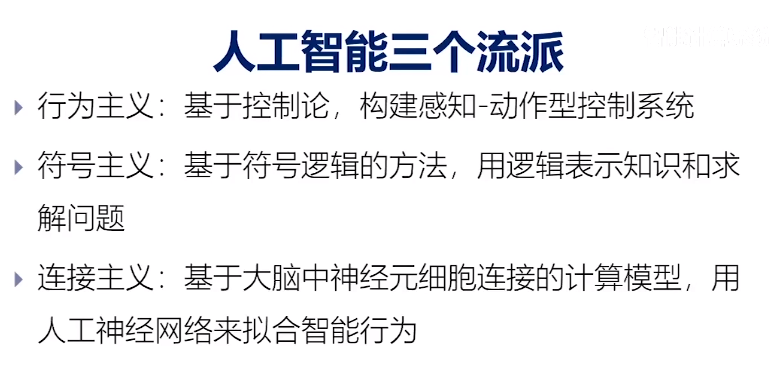 人工智能三个流派
行为主义：基于控制论，构建感知-动作型控制系统
符号主义：基于符号逻辑的方法，用逻辑表示知识和求
解问题
连接主义：基于大脑中神经元细胞连接的计算模型，用
人工神经网络来拟合智能行为